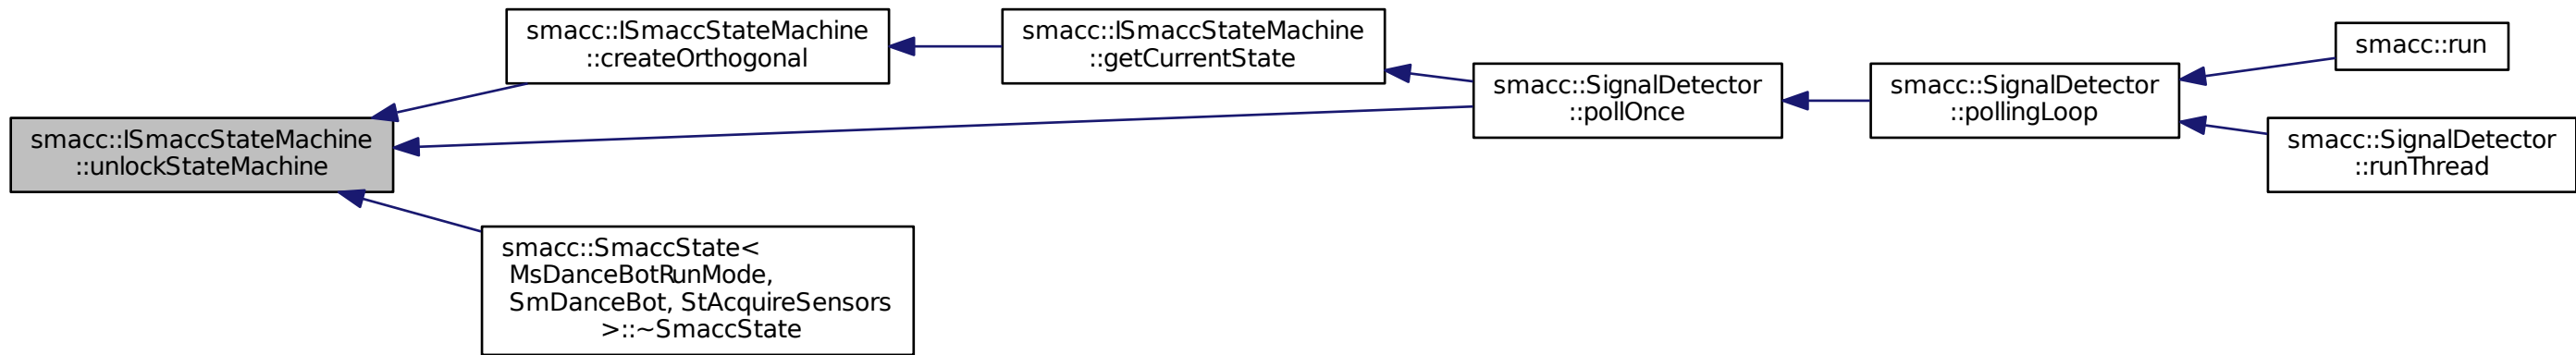 smacc::ISmaccStateMachine
::unlockStateMachine
smacc::ISmaccStateMachine
::createOrthogonal
smacc::ISmaccStateMachine
::getCurrentState
smacc::SignalDetector
::pollOnce
smacc::SignalDetector
::pollingLoop
smacc::run
smacc::SignalDetector
::runThread
smacc::SmaccState<
MsDanceBotRunMode,
SmDanceBot, StAcquireSensors
>::~SmaccState